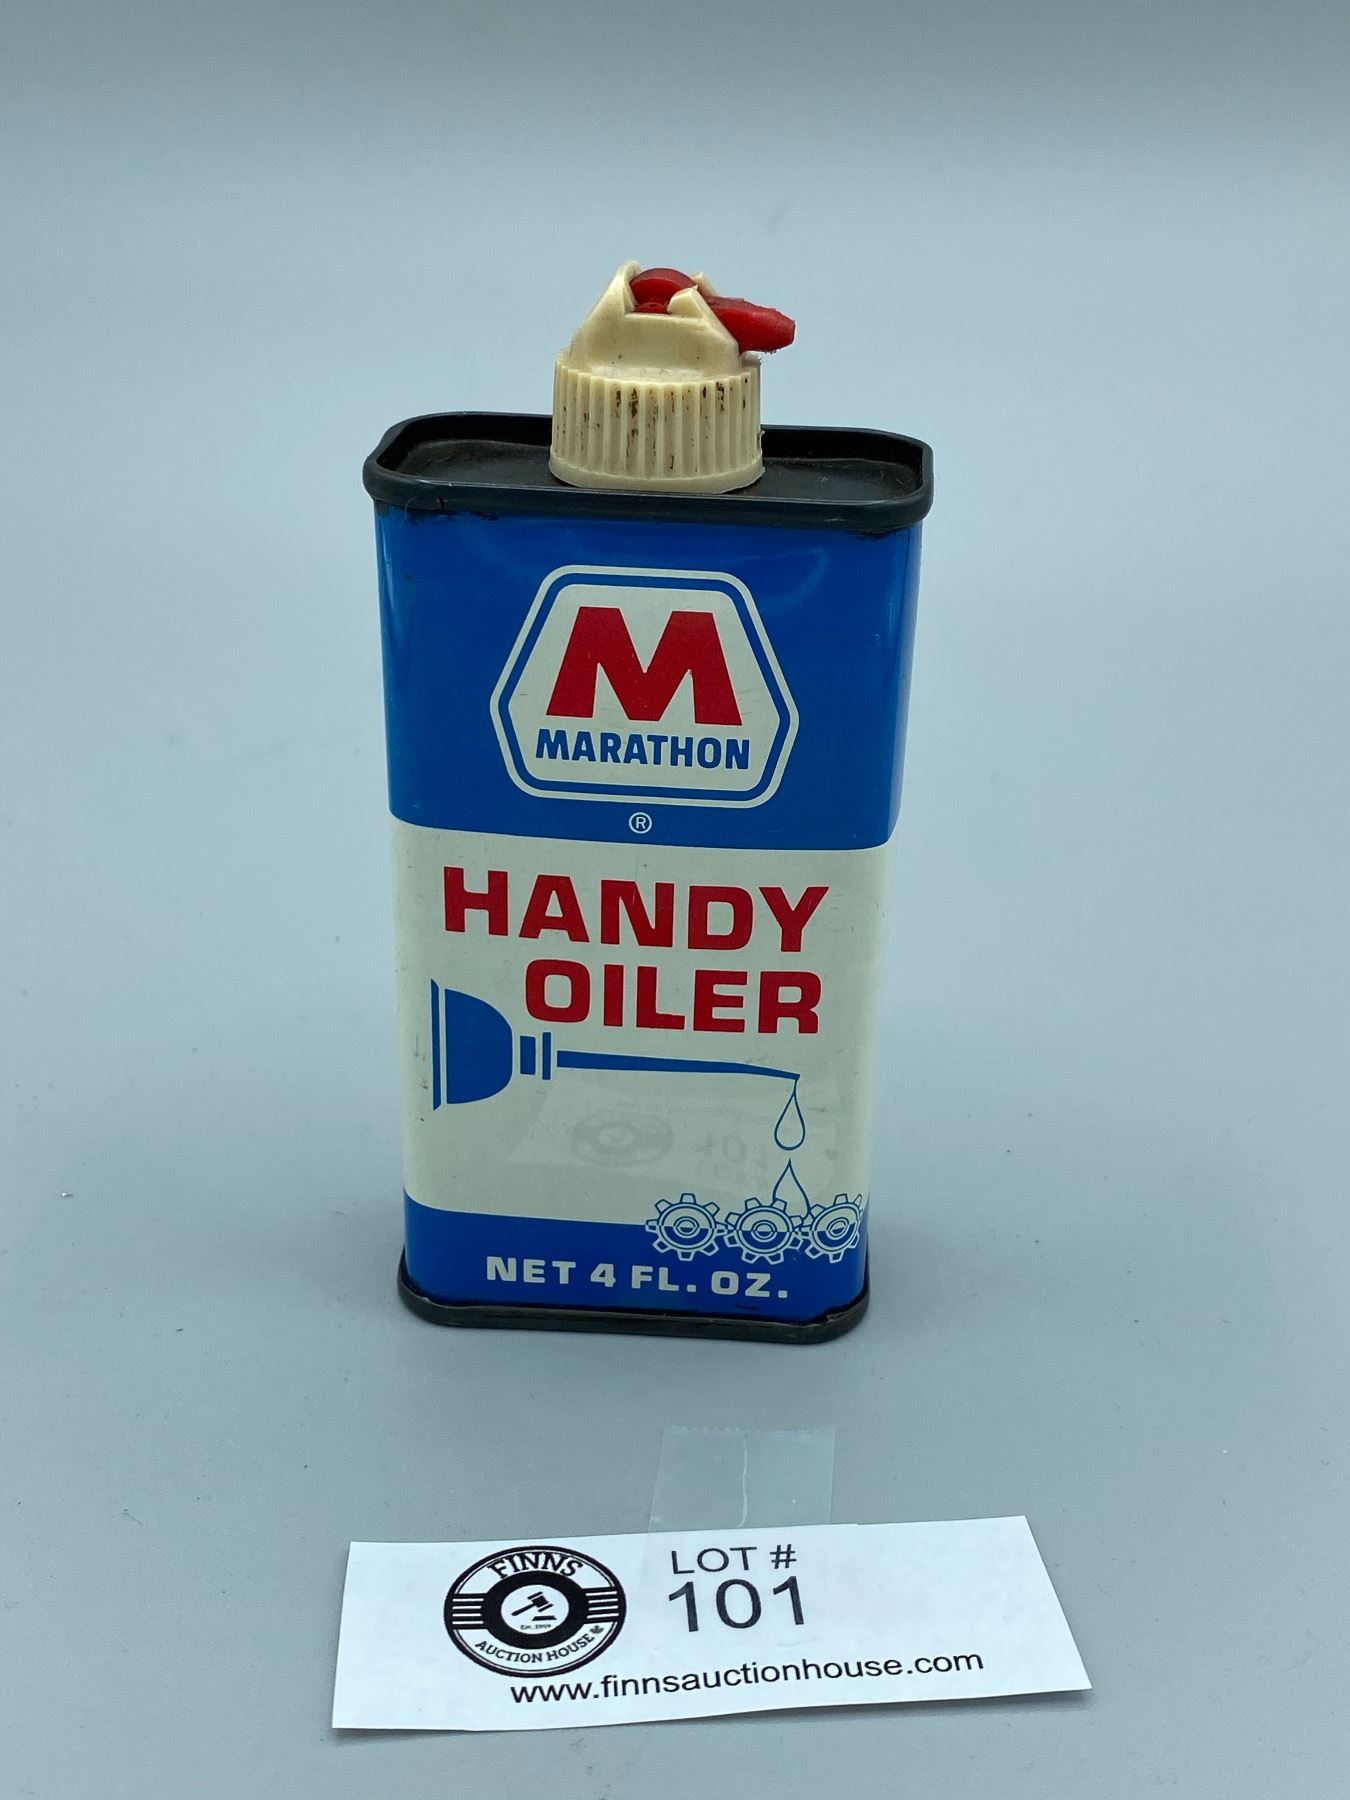 M
MARATHON
®
HANDY
OILER
NET 4 FL. OZ.
FINNS
AUCTION HOUSE
LOT #
101
www.finnsauctionhouse.com